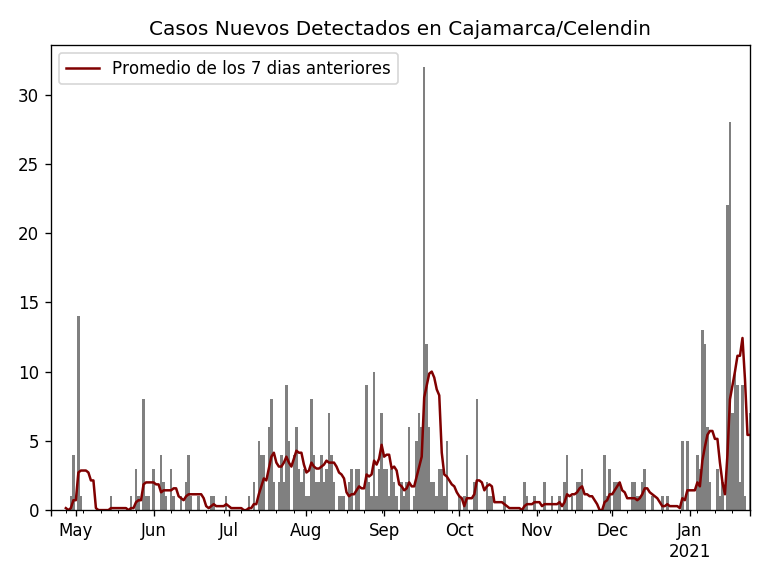 Casos Nuevos Detectados en Cajamarca/Celendin
Promedio de los 7 dias anteriores
30
25
20
15
10
5
0
May Jun Jul Aug Sep Oct Nov Dec Jan
2021